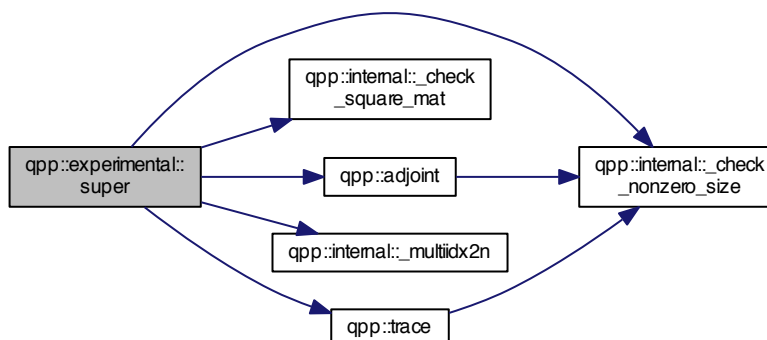 qpp::experimental::
super
qpp::internal::_check
_square_mat
qpp::adjoint
qpp::internal::_multiidx2n
qpp::trace
qpp::internal::_check
_nonzero_size